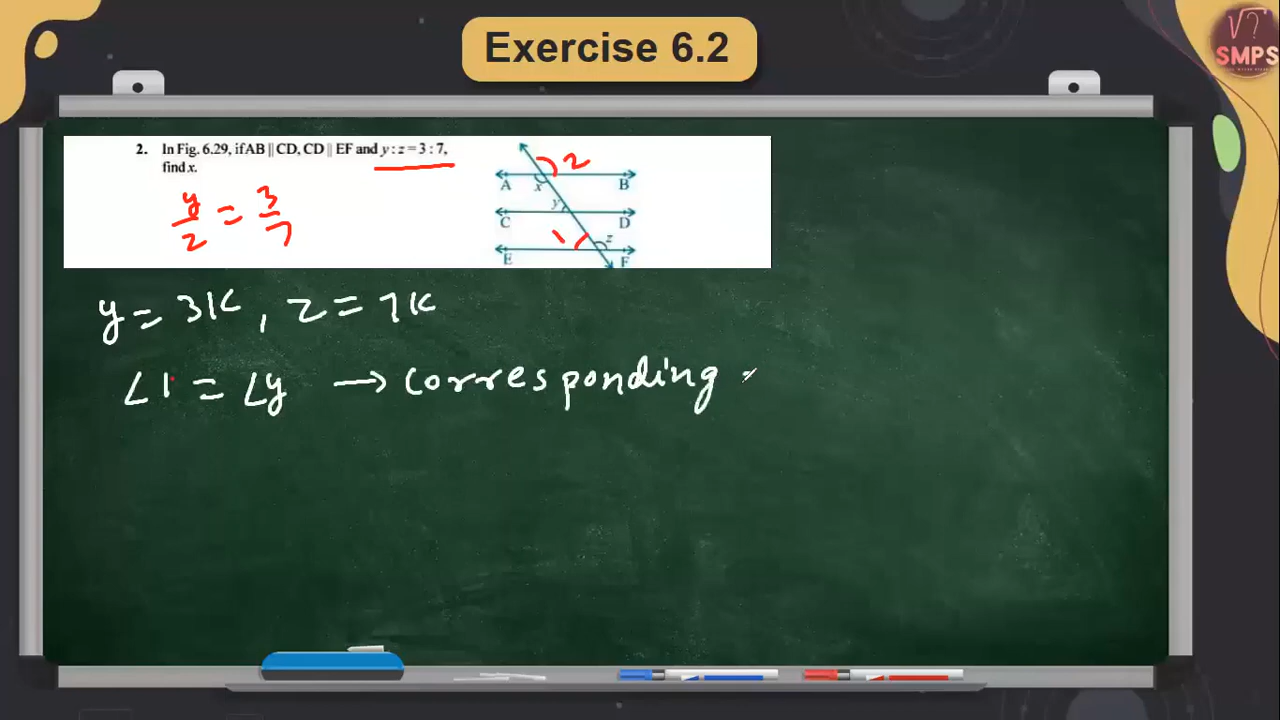 Exercise 6.2
√?
SMPS
2. In Fig. 6.29, if AB || CD, CD || EF and y : z = 3 : 7,
find x.
y/z = 3/7
2
A x B
y
C D
1 z
E F
y = 3K, z = 7K
∠1 = ∠y → Corresponding